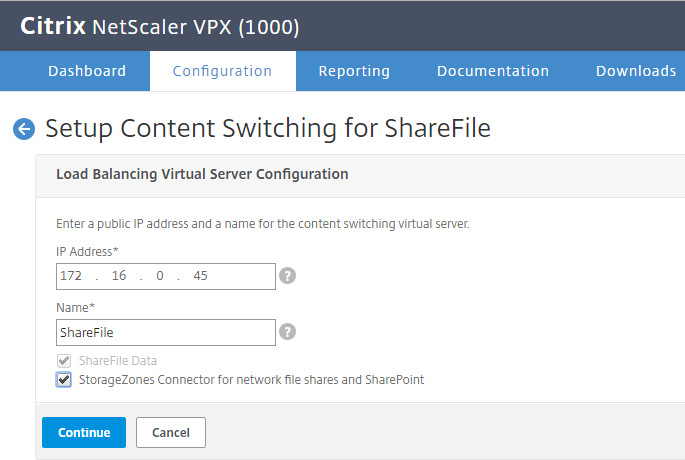 Citrix NetScaler VPX (1000)
Dashboard Configuration Reporting Documentation Downloads
Setup Content Switching for ShareFile
Load Balancing Virtual Server Configuration
Enter a public IP address and a name for the content switching virtual server.
IP Address*
172 . 16 . 0 . 45 ?
Name*
ShareFile ?
ShareFile Data
StorageZones Connector for network file shares and SharePoint
Continue Cancel